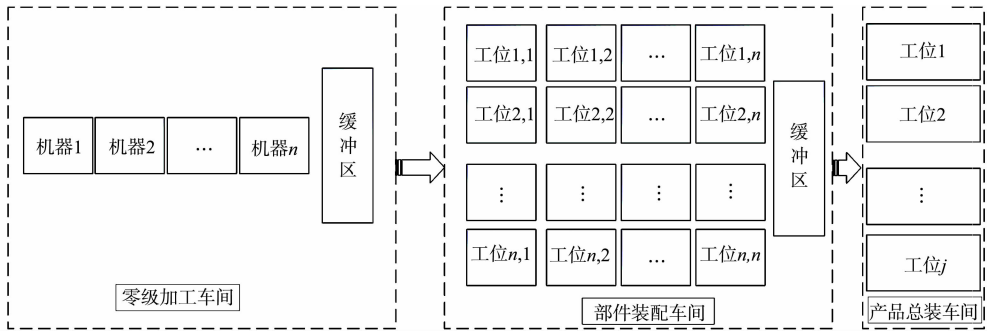 机器1 机器2 … 机器n
缓冲区
零级加工车间
工位1,1 工位1,2 … 工位1,n
工位2,1 工位2,2 … 工位2,n
⋮ ⋮ ⋮ ⋮
工位n,1 工位n,2 … 工位n,n
缓冲区
部件装配车间
工位1
工位2
⋮
工位j
产品总装车间